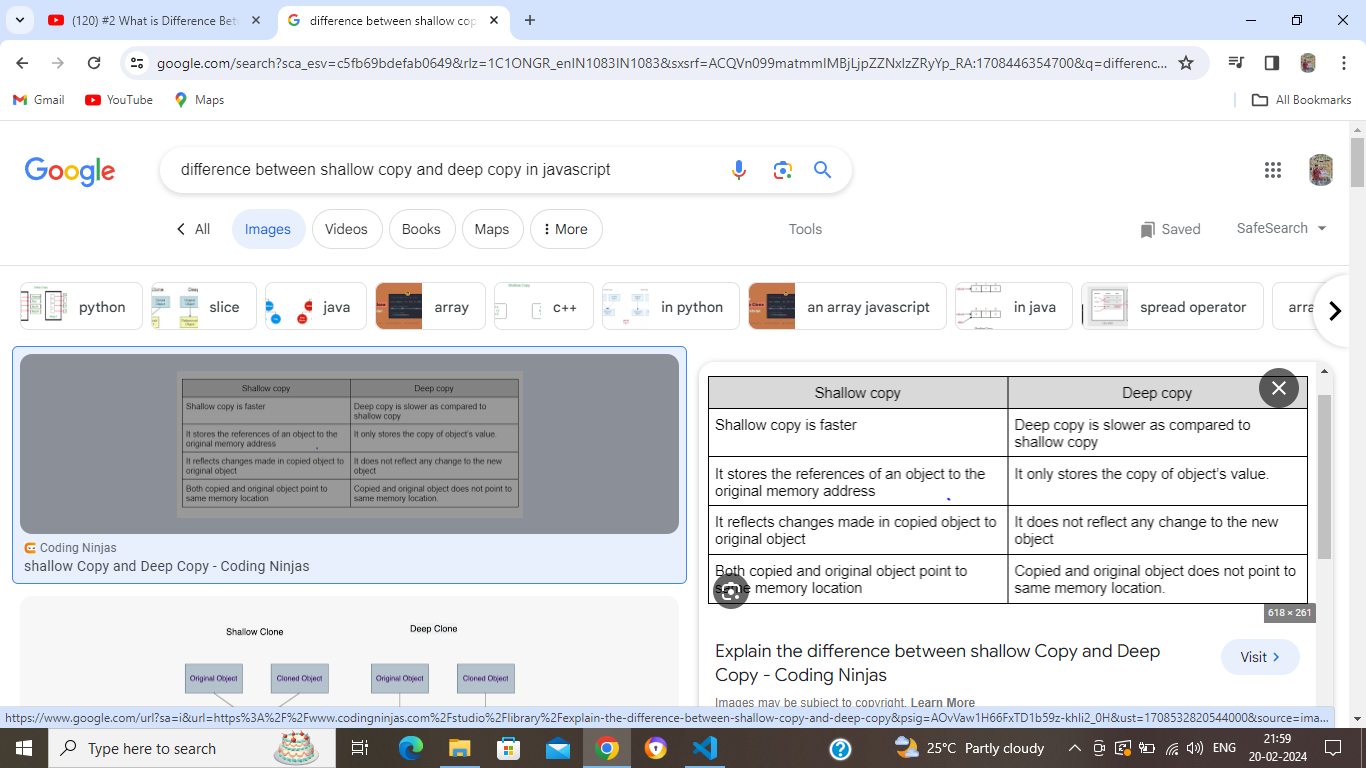 (120) #2 What is Difference Bet
difference between shallow cop
google.com/search?sca_esv=c5fb69bdefab0649&rlz=1C1ONGR_enIN1083IN1083&sxsrf=ACQVn099matmmIMBjLjpZZNxIzZRyYp_RA:1708446354700&q=differenc...
Gmail
YouTube
Maps
All Bookmarks
Google
difference between shallow copy and deep copy in javascript
All
Images
Videos
Books
Maps
More
Tools
Saved
SafeSearch
python
slice
java
array
c++
in python
an array javascript
in java
spread operator
arra
Shallow copy
Deep copy
Shallow copy is faster
Deep copy is slower as compared to
shallow copy
It stores the references of an object to the
original memory address
It only stores the copy of object's value.
It reflects changes made in copied object to
original object
It does not reflect any change to the new
object
Both copied and original object point to
same memory location
Copied and original object does not point to
same memory location.
Coding Ninjas
shallow Copy and Deep Copy - Coding Ninjas
Shallow Clone
Deep Clone
Original Object
Cloned Object
Original Object
Cloned Object
Shallow copy
Deep copy
Shallow copy is faster
Deep copy is slower as compared to
shallow copy
It stores the references of an object to the
original memory address
It only stores the copy of object's value.
It reflects changes made in copied object to
original object
It does not reflect any change to the new
object
Both copied and original object point to
same memory location
Copied and original object does not point to
same memory location.
618 × 261
Explain the difference between shallow Copy and Deep
Copy - Coding Ninjas
Visit
Images may be subject to copyright. Learn More
https://www.google.com/url?sa=i&url=https%3A%2F%2Fwww.codingninjas.com%2Fstudio%2Flibrary%2Fexplain-the-difference-between-shallow-copy-and-deep-copy&psig=AOvVaw1H66FxTD1b59z-khIi2_0H&ust=1708532820544000&source=ima...
Type here to search
25°C Partly cloudy
ENG
21:59
20-02-2024